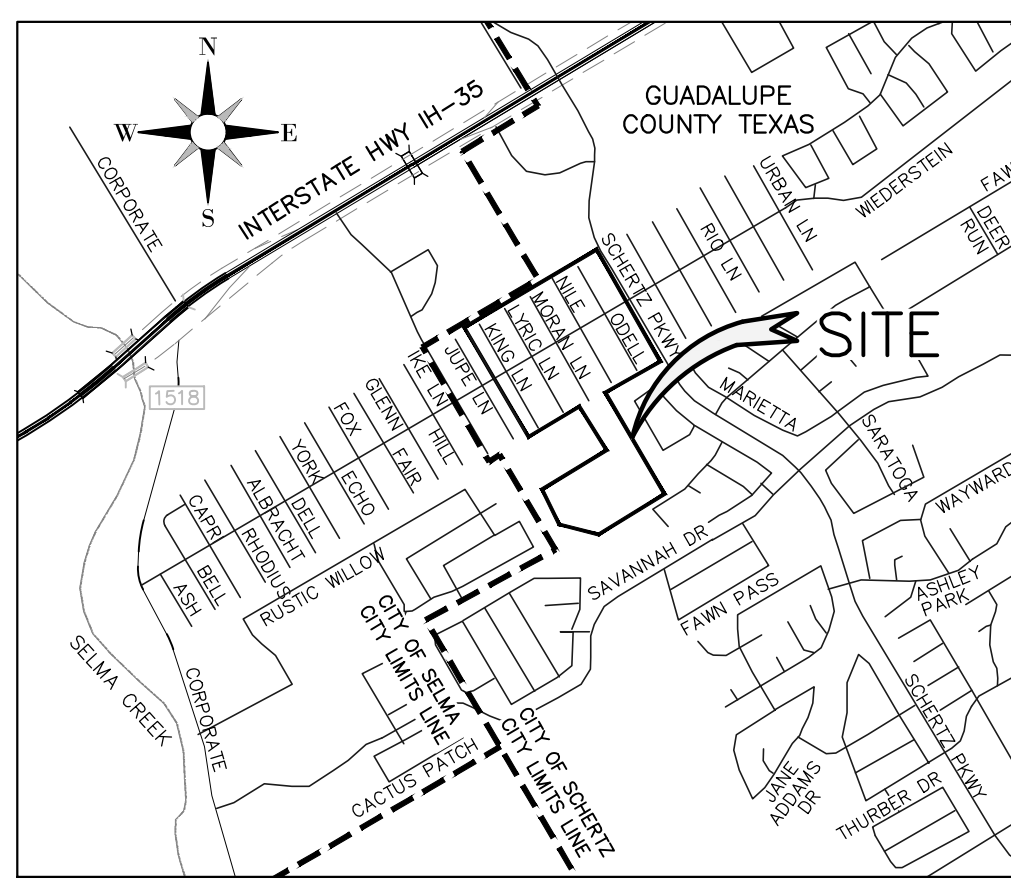 N
W
E
S
INTERSTATE HWY IH-35
GUADALUPE
COUNTY TEXAS
CORPORATE
URBAN LN
WIEDERSTEIN
RIO LN
DEER
RUN
SCHERTZ PKWY
NILE
ODELL
MORAN LN
LYRIC LN
KING LN
JUPE LN
IKE LN
HILL
GLENN
FAIR
FOX
ECHO
YORK
DELL
ALBRACHT
RHODIUS
CAPRI
BELL
ASH
SITE
1518
MARIETTA
SARATOGA
WAYWARD
RUSTIC WILLOW
SAVANNAH DR
FAWN PASS
ASHLEY
PARK
CITY OF SELMA
CITY LIMITS LINE
SELMA CREEK
CORPORATE
CACTUS PATCH
CITY OF SCHERTZ
CITY LIMITS LINE
SCHERTZ PKWY
JANE
ADDAMS
DR
THURBER DR